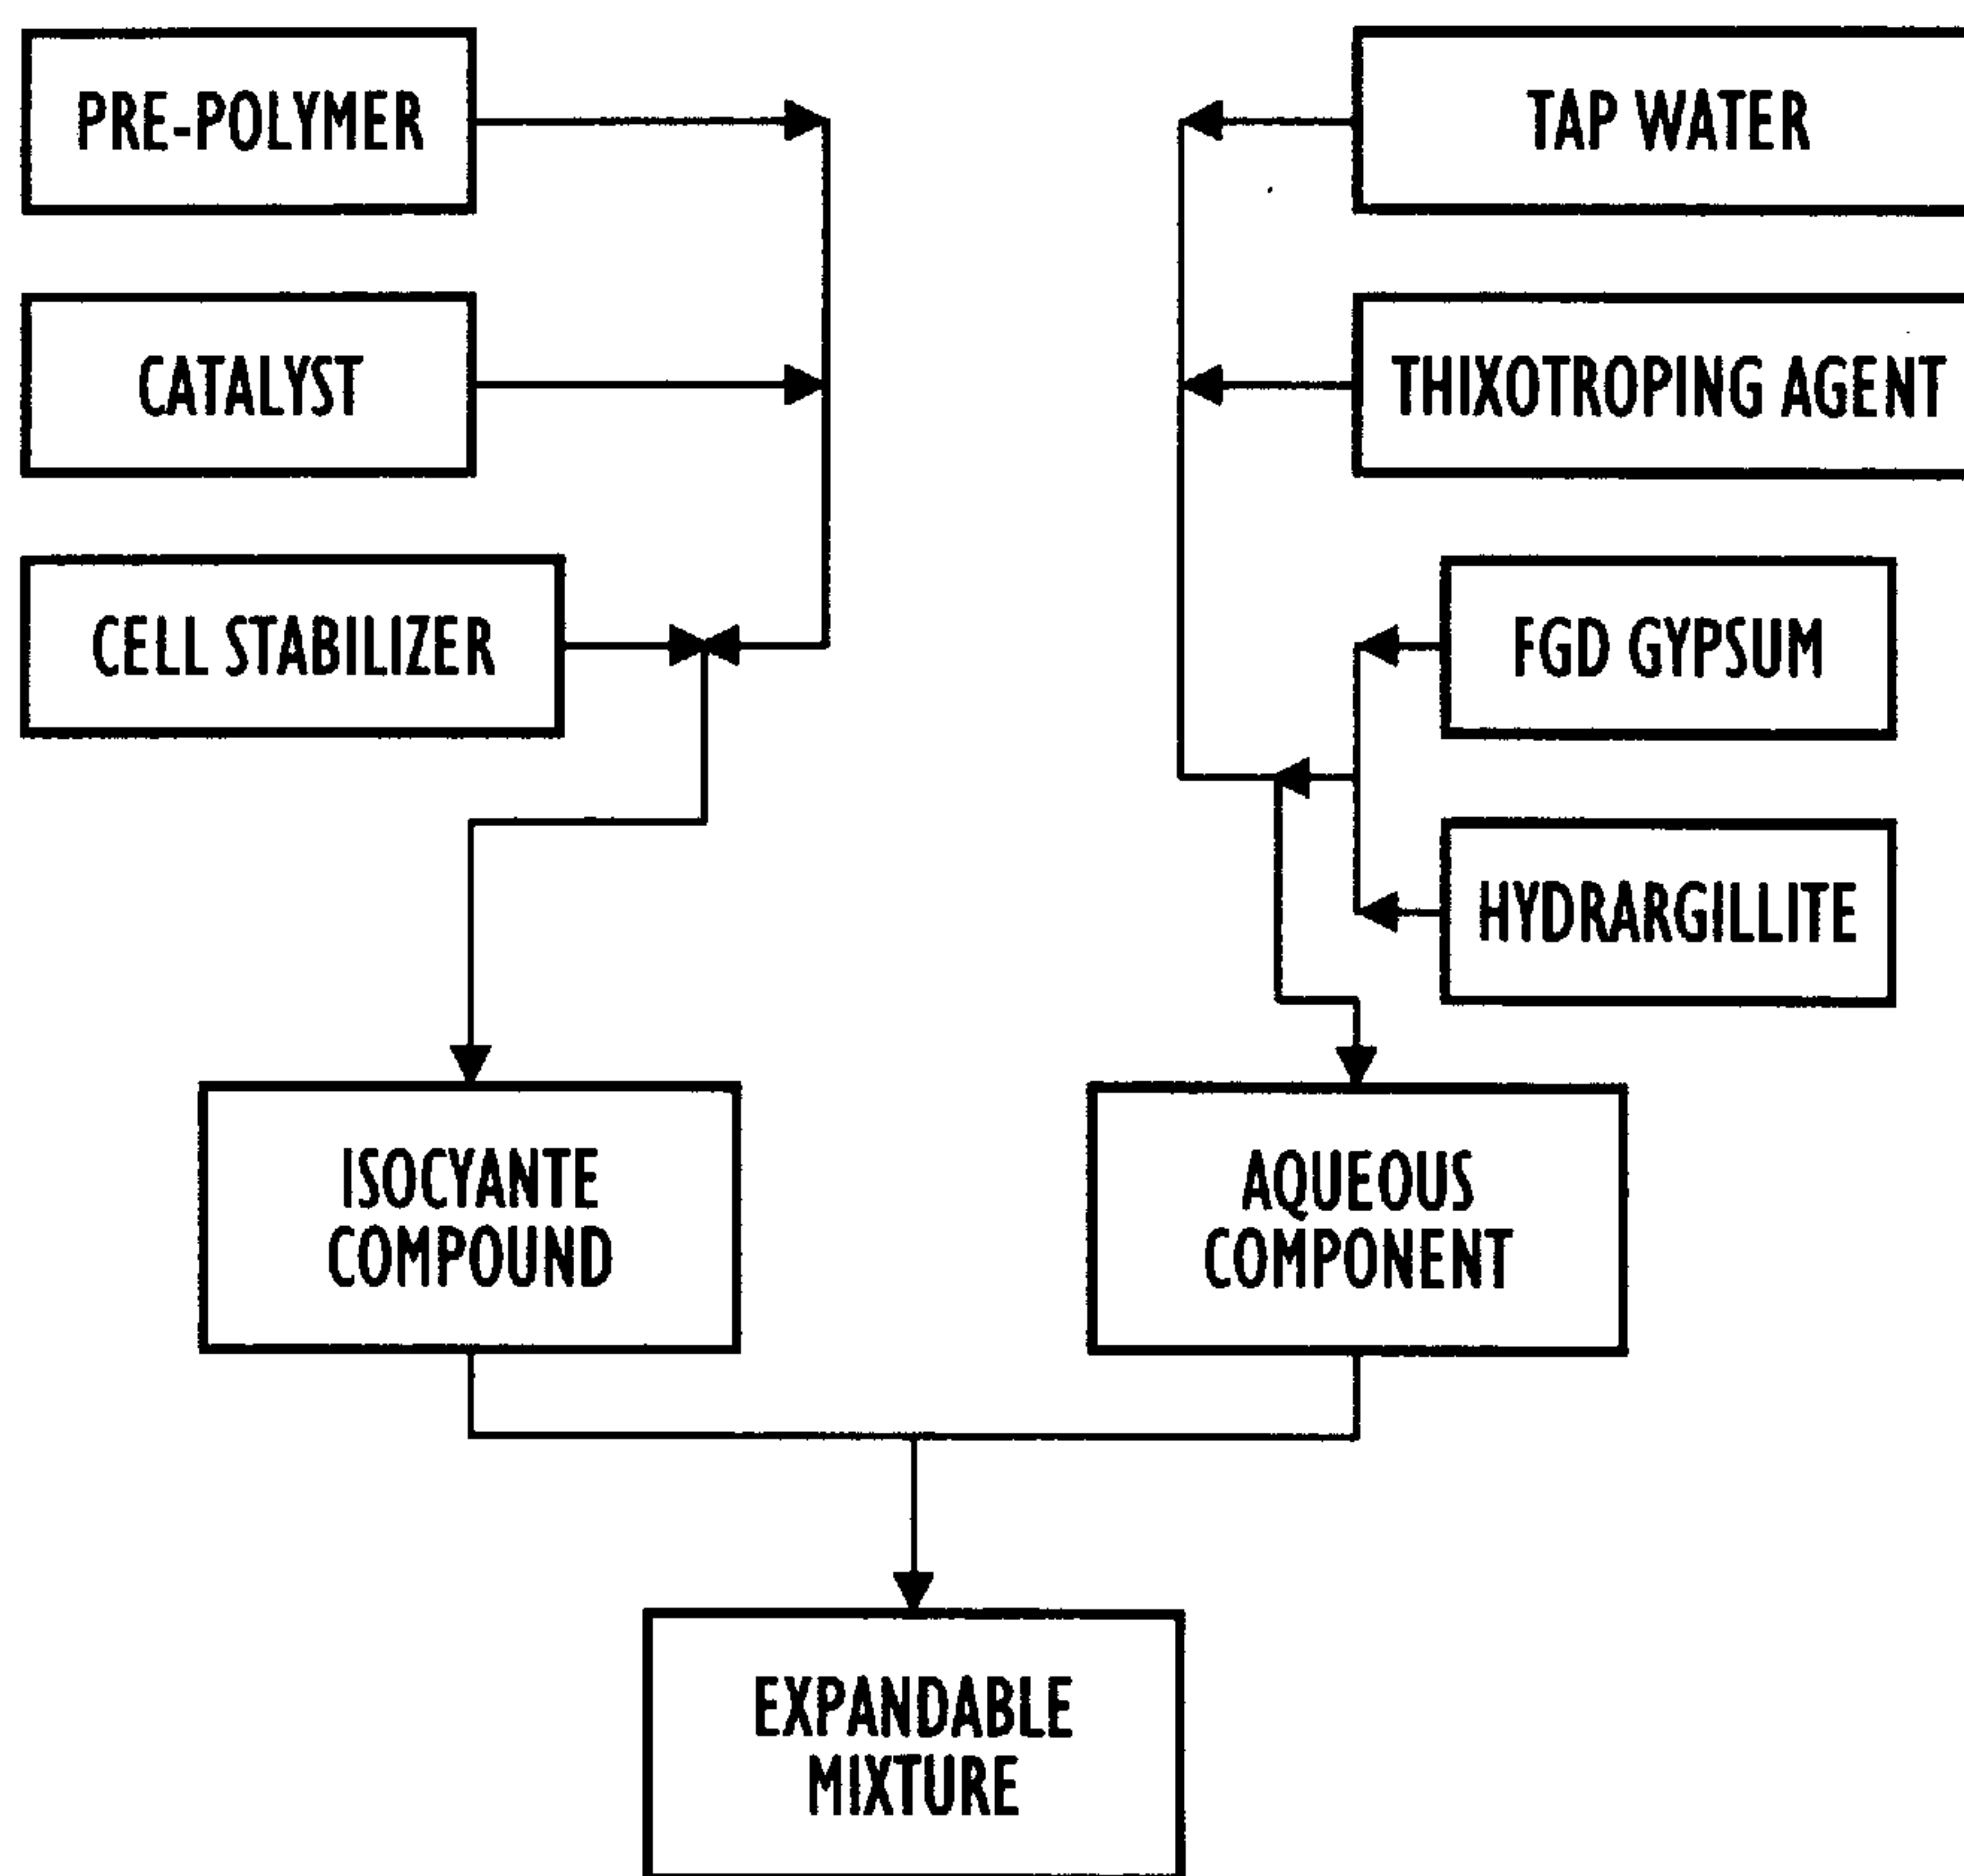 PRE-POLYMER
TAP WATER
CATALYST
THIXOTROPING AGENT
CELL STABILIZER
FGD GYPSUM
HYDRARGILLITE
ISOCYANTE
COMPOUND
AQUEOUS
COMPONENT
EXPANDABLE
MIXTURE